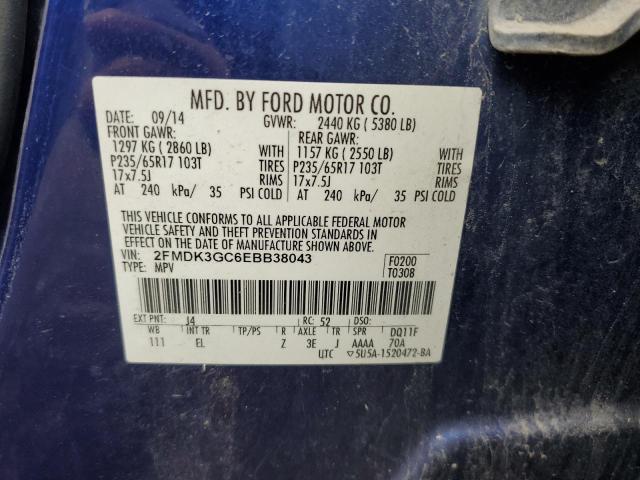 MFD. BY FORD MOTOR CO.
DATE: 09/14 GVWR: 2440 KG ( 5380 LB)
FRONT GAWR: REAR GAWR:
1297 KG ( 2860 LB) WITH 1157 KG ( 2550 LB) WITH
P235/65R17 103T TIRES P235/65R17 103T TIRES
17x7.5J RIMS 17x7.5J RIMS
AT 240 kPa/ 35 PSI COLD AT 240 kPa/ 35 PSI COLD
THIS VEHICLE CONFORMS TO ALL APPLICABLE FEDERAL MOTOR
VEHICLE SAFETY AND THEFT PREVENTION STANDARDS IN
EFFECT ON THE DATE OF MANUFACTURE SHOWN ABOVE.
VIN: 2FMDK3GC6EBB38043 F0200
TYPE: MPV T0308
EXT PNT: J4 RC: 52 DSO:
WB INT TR TP/PS R AXLE TR SPR DQ11F
111 EL Z 3E J AAAA 70A
UTC ▽5U5A-1520472-BA